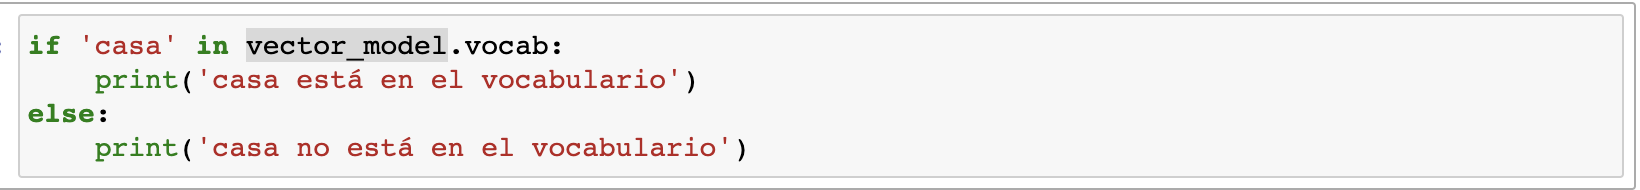 if 'casa' in vector_model.vocab:
    print('casa está en el vocabulario')
else:
    print('casa no está en el vocabulario')